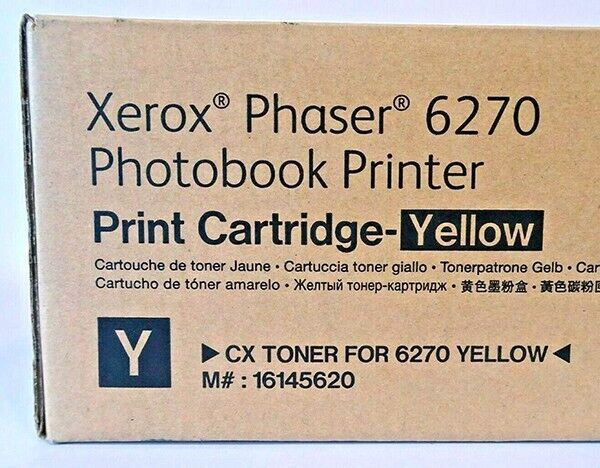 Xerox® Phaser® 6270
Photobook Printer
Print Cartridge-Yellow
Cartouche de toner Jaune • Cartuccia toner giallo • Tonerpatrone Gelb •
Cartucho de tóner amarelo • Желтый тонер-картридж • 黄色墨粉盒 • 黃色碳粉匣
Y
►CX TONER FOR 6270 YELLOW◄
M# : 16145620